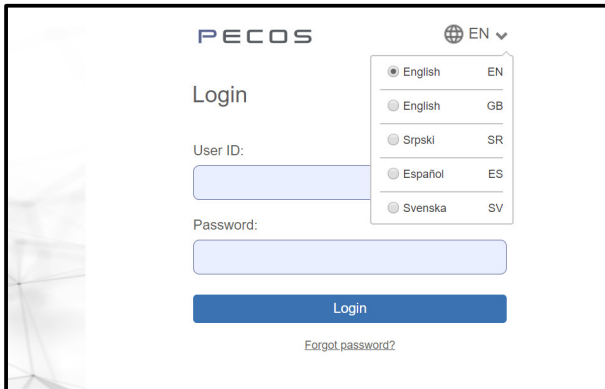 PECOS
EN
English EN
English GB
Srpski SR
Español ES
Svenska SV
Login
User ID:
Password:
Login
Forgot password?